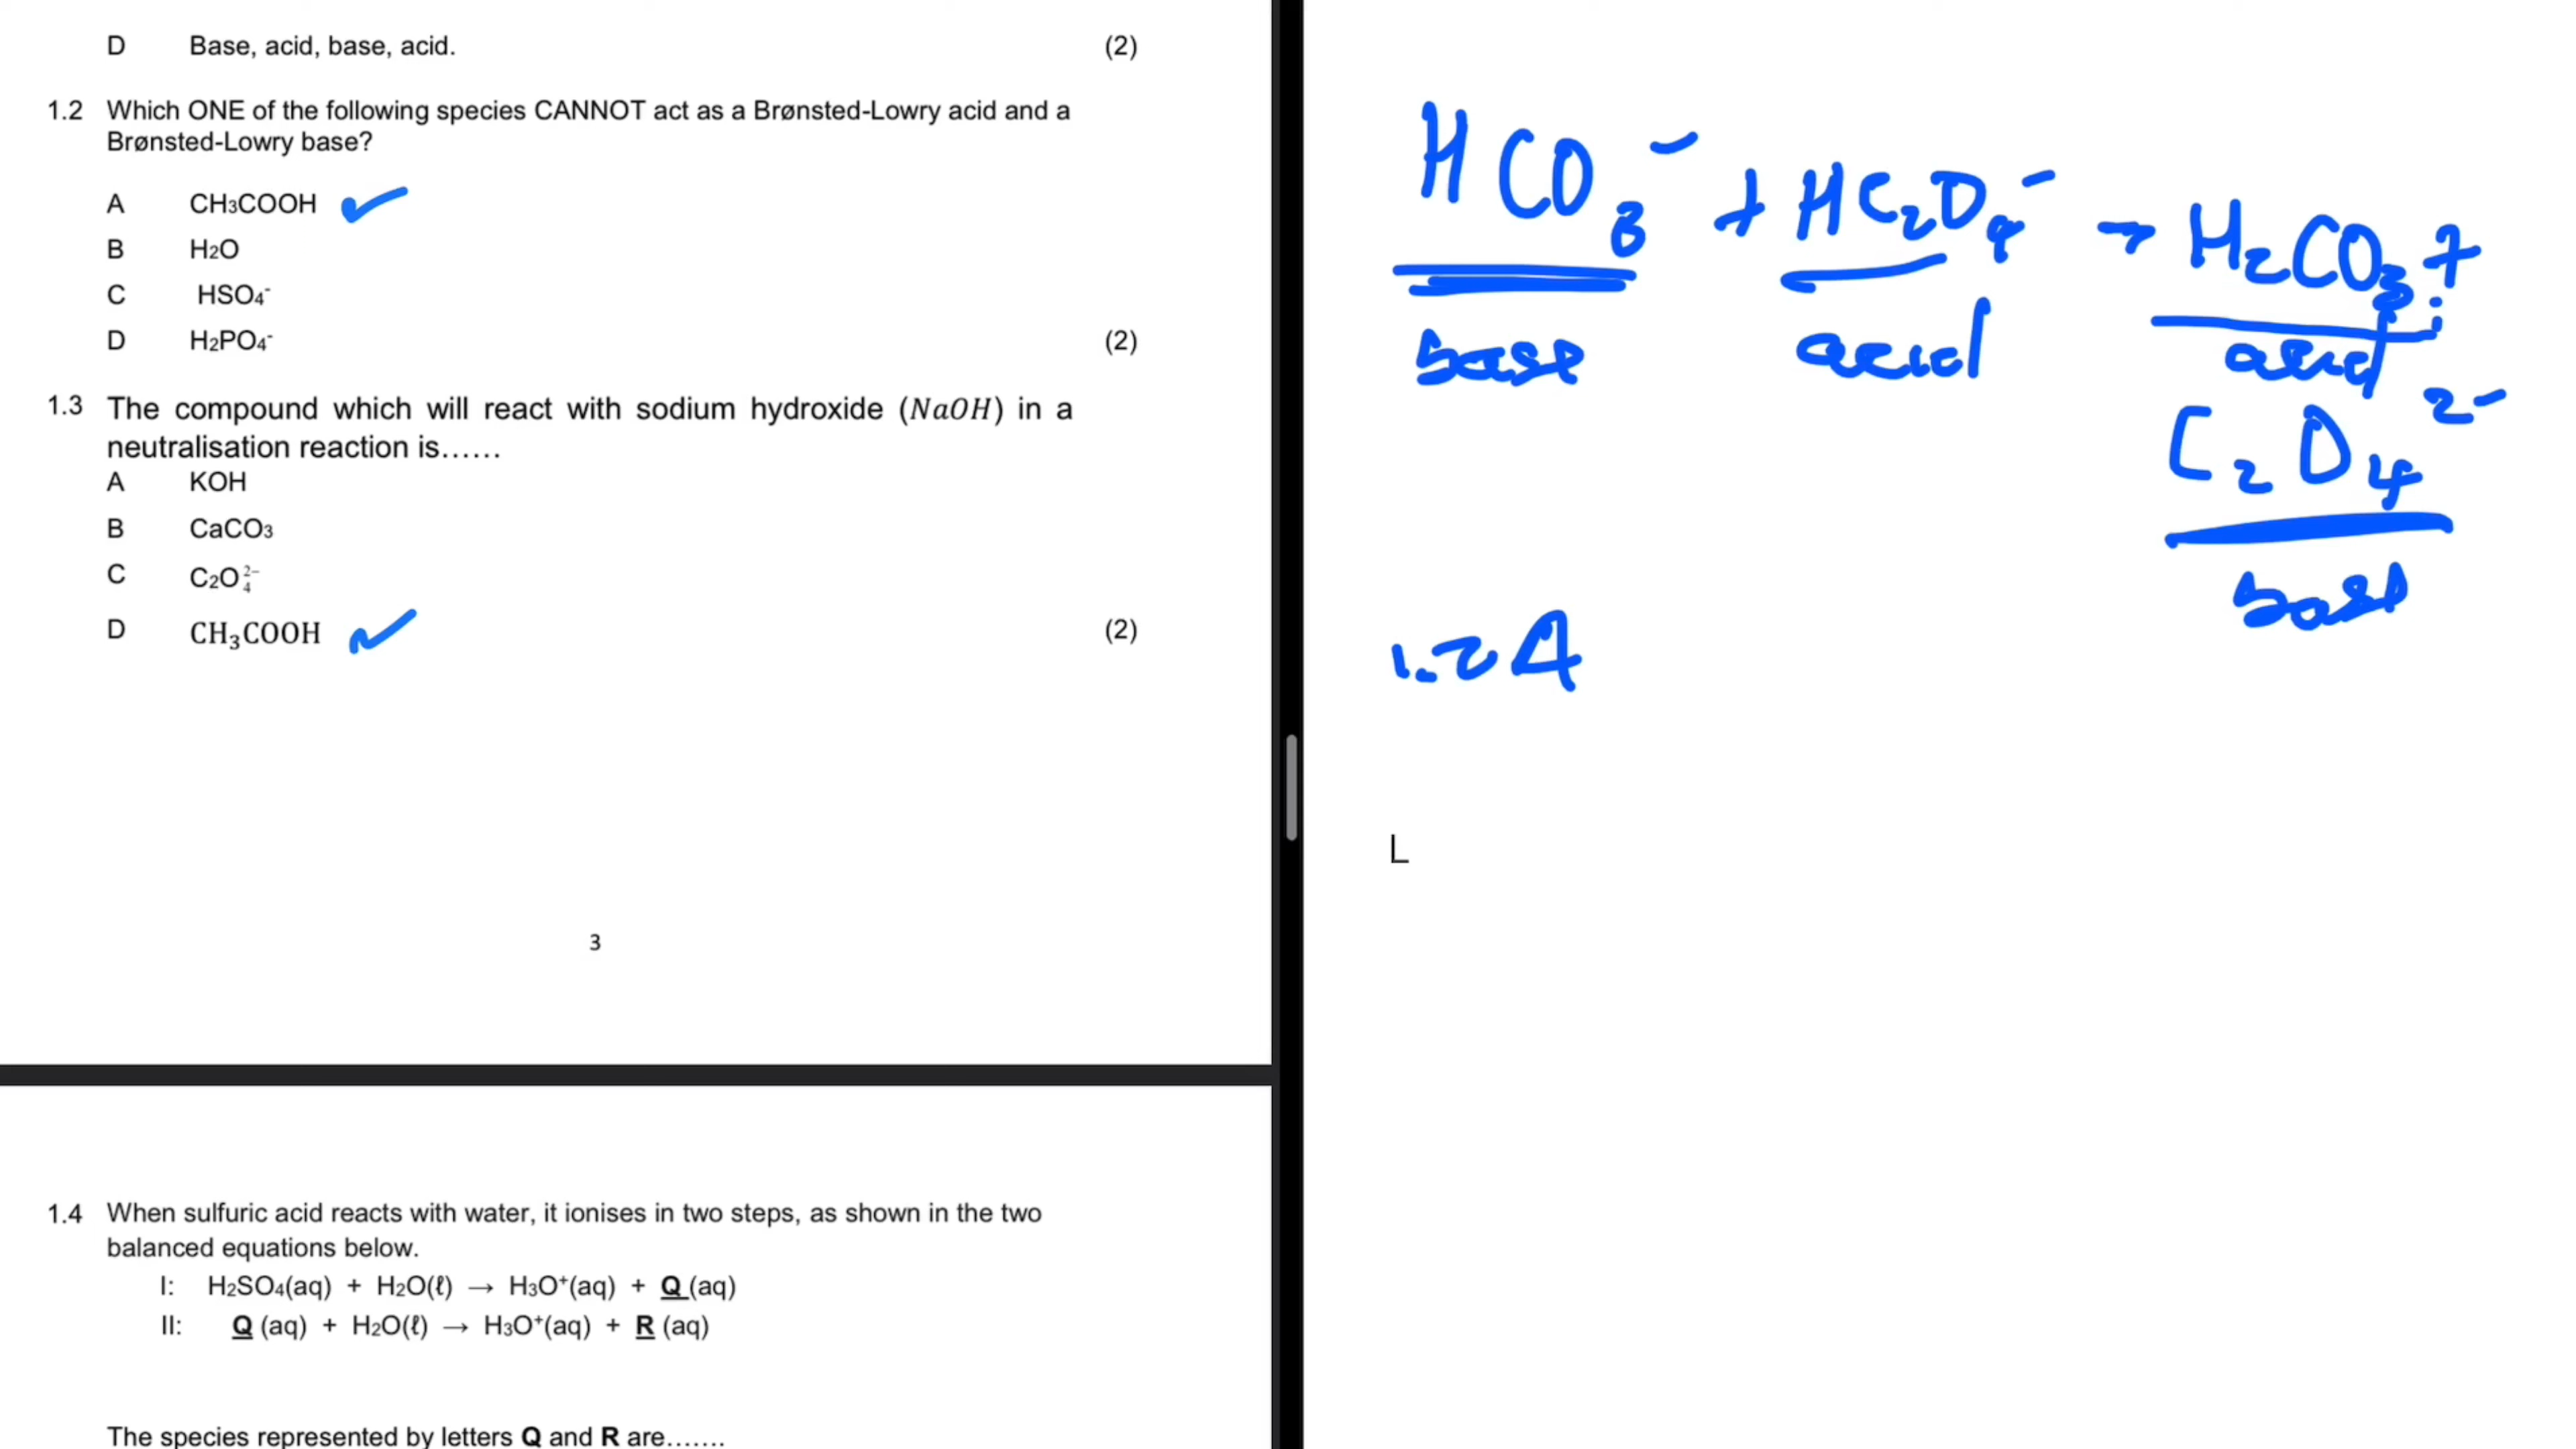 D Base, acid, base, acid. (2)
1.2 Which ONE of the following species CANNOT act as a Brønsted-Lowry acid and a
Brønsted-Lowry base?
A CH₃COOH ✓
B H₂O
C HSO₄⁻
D H₂PO₄⁻ (2)
1.3 The compound which will react with sodium hydroxide (NaOH) in a
neutralisation reaction is……
A KOH
B CaCO₃
C C₂O₄²⁻
D CH₃COOH ✓ (2)
3
1.4 When sulfuric acid reacts with water, it ionises in two steps, as shown in the two
balanced equations below.
I: H₂SO₄(aq) + H₂O(ℓ) → H₃O⁺(aq) + Q (aq)
II: Q (aq) + H₂O(ℓ) → H₃O⁺(aq) + R (aq)
The species represented by letters Q and R are…….
HCO₃⁻ + HC₂O₄⁻ → H₂CO₃ +
base acid acid
C₂O₄²⁻
base
1.2 A
L